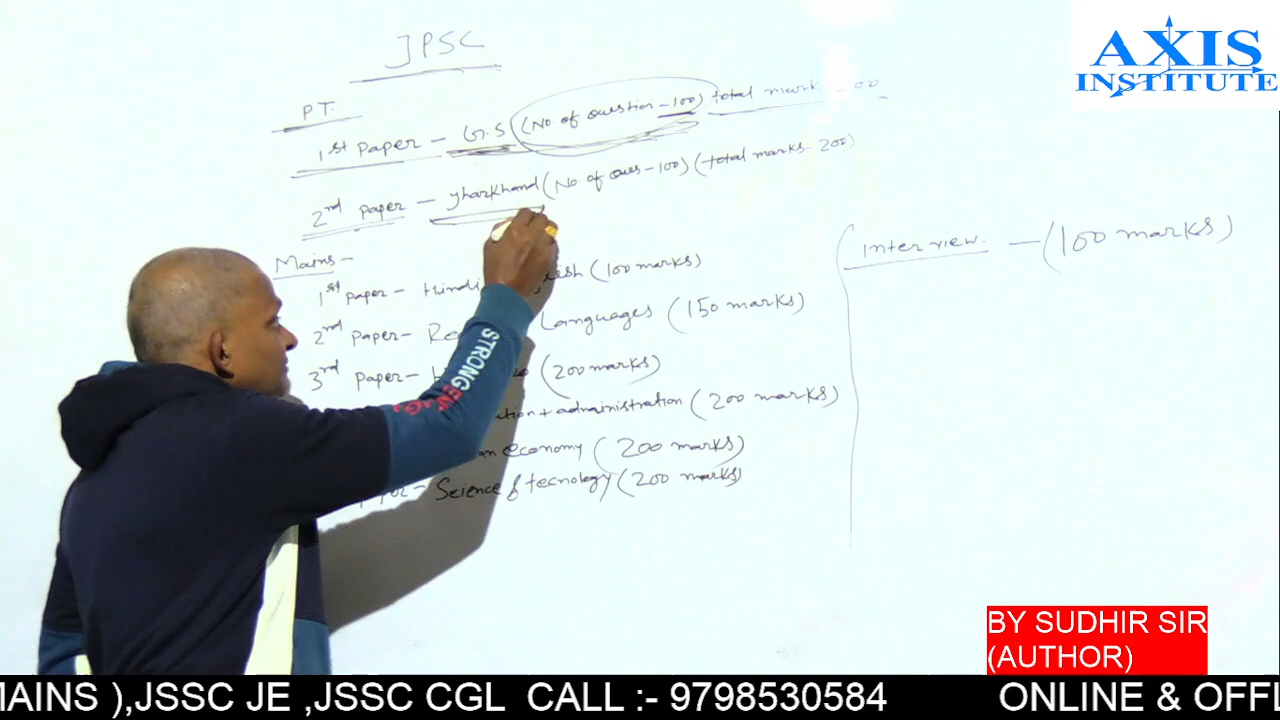 JPSC
PT.
1st Paper - G.S (No. of Question - 100) total mark
2nd Paper - Jharkhand (No. of Ques - 100) (total marks - 200)
Mains -
1st Paper - Hindi (100 marks)
2nd Paper - Languages (150 marks)
3rd Paper - (200 marks)
+ administration (200 marks)
economy (200 marks)
Science & tecnology (200 marks)
Interview. - (100 marks)
AXIS
INSTITUTE
STRONG
BY SUDHIR SIR
(AUTHOR)
MAINS ),JSSC JE ,JSSC CGL CALL :- 9798530584 ONLINE & OFFL